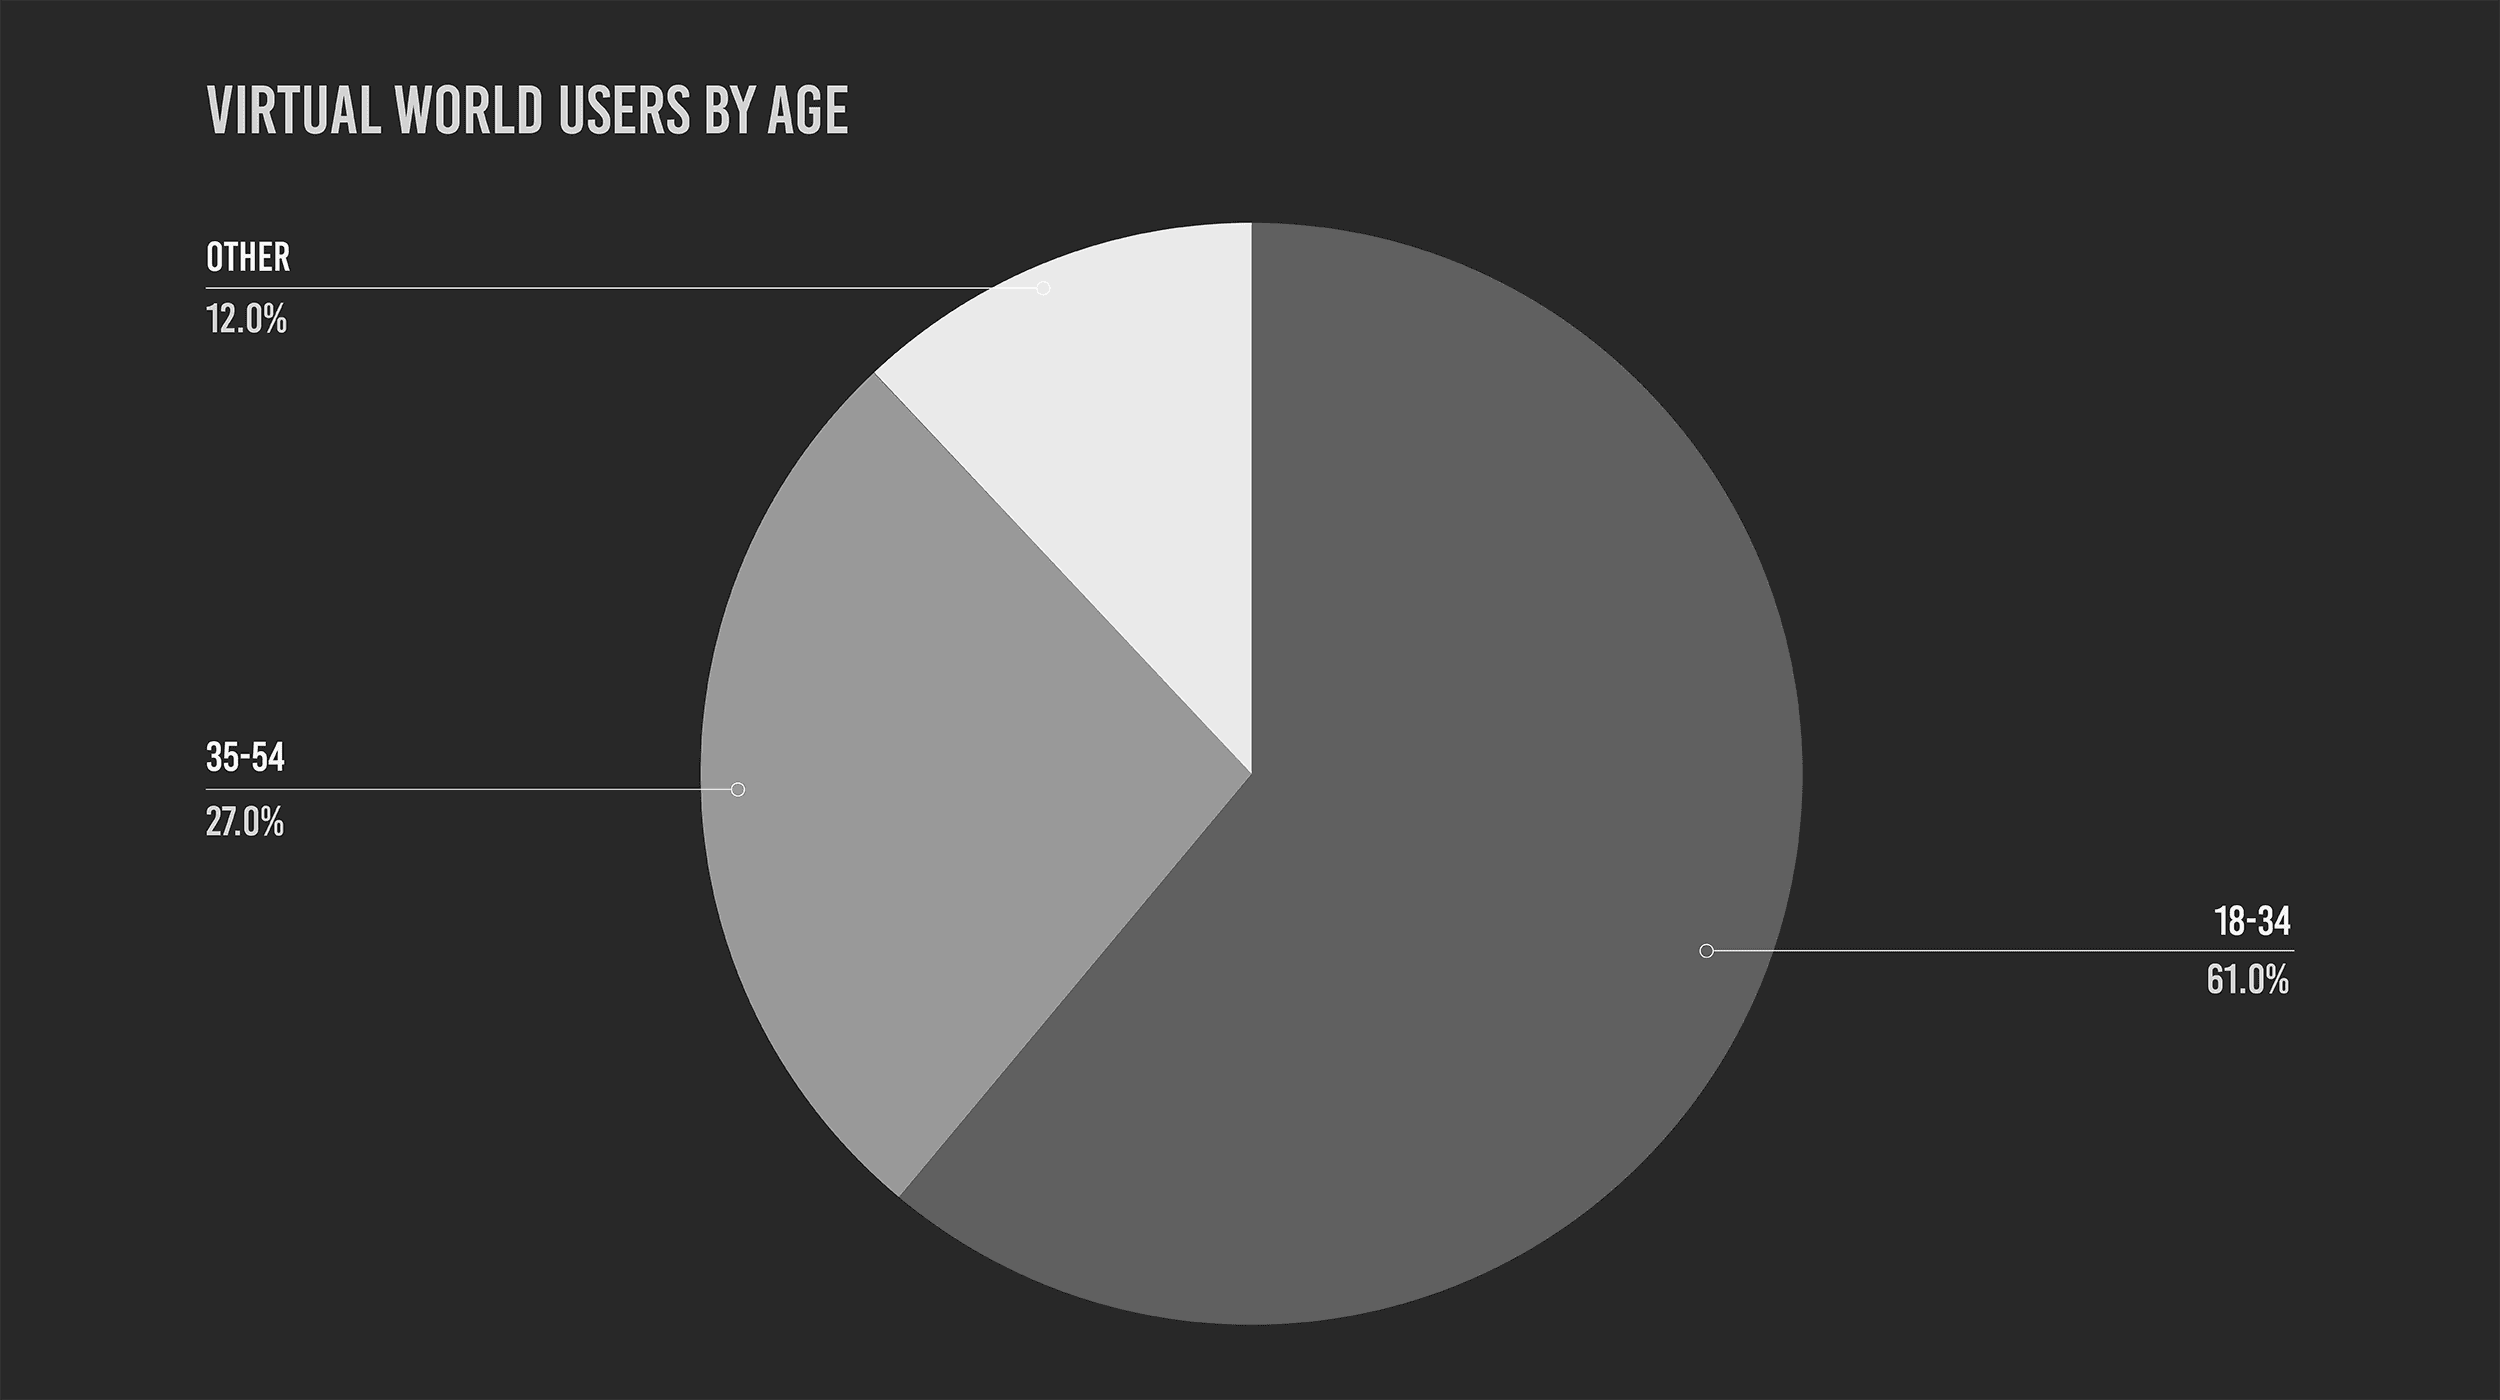 VIRTUAL WORLD USERS BY AGE
OTHER
12.0%
35-54
27.0%
18-34
61.0%